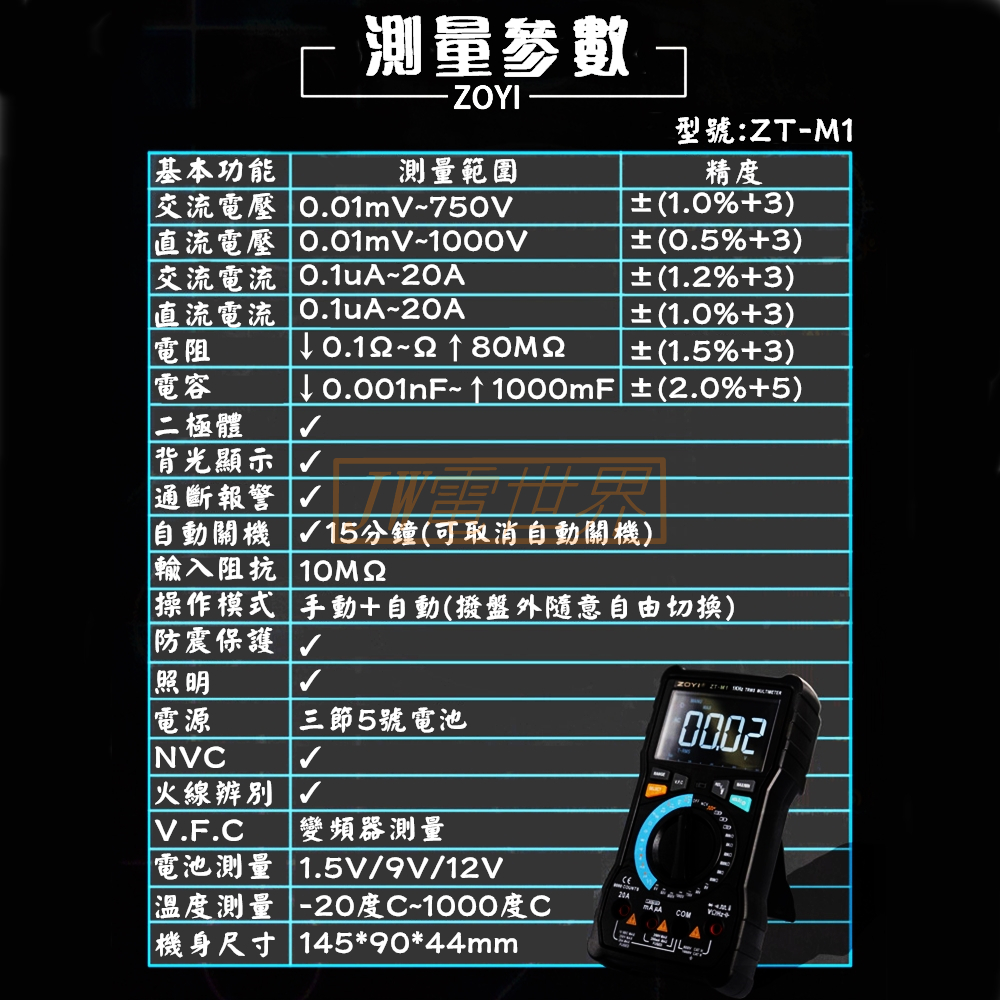 測量參數
ZOYI
型號:ZT-M1
基本功能 測量範圍 精度
交流電壓 0.01mV~750V ±(1.0%+3)
直流電壓 0.01mV~1000V ±(0.5%+3)
交流電流 0.1uA~20A ±(1.2%+3)
直流電流 0.1uA~20A ±(1.0%+3)
電阻 ↓0.1Ω~Ω↑80MΩ ±(1.5%+3)
電容 ↓0.001nF~↑1000mF ±(2.0%+5)
二極體 ✓
背光顯示 ✓
JW電世界
通斷報警 ✓
自動關機 ✓15分鐘(可取消自動關機)
輸入阻抗 10MΩ
操作模式 手動+自動(撥盤外隨意自由切換)
防震保護 ✓
照明 ✓
電源 三節5號電池
NVC ✓
火線辨別 ✓
V.F.C 變頻器測量
電池測量 1.5V/9V/12V
溫度測量 -20度C~1000度C
機身尺寸 145*90*44mm
ZOYI ZT-M1 TRMS MULTIMETER
00.02
RANGE
CE
20A
mA μA
COM